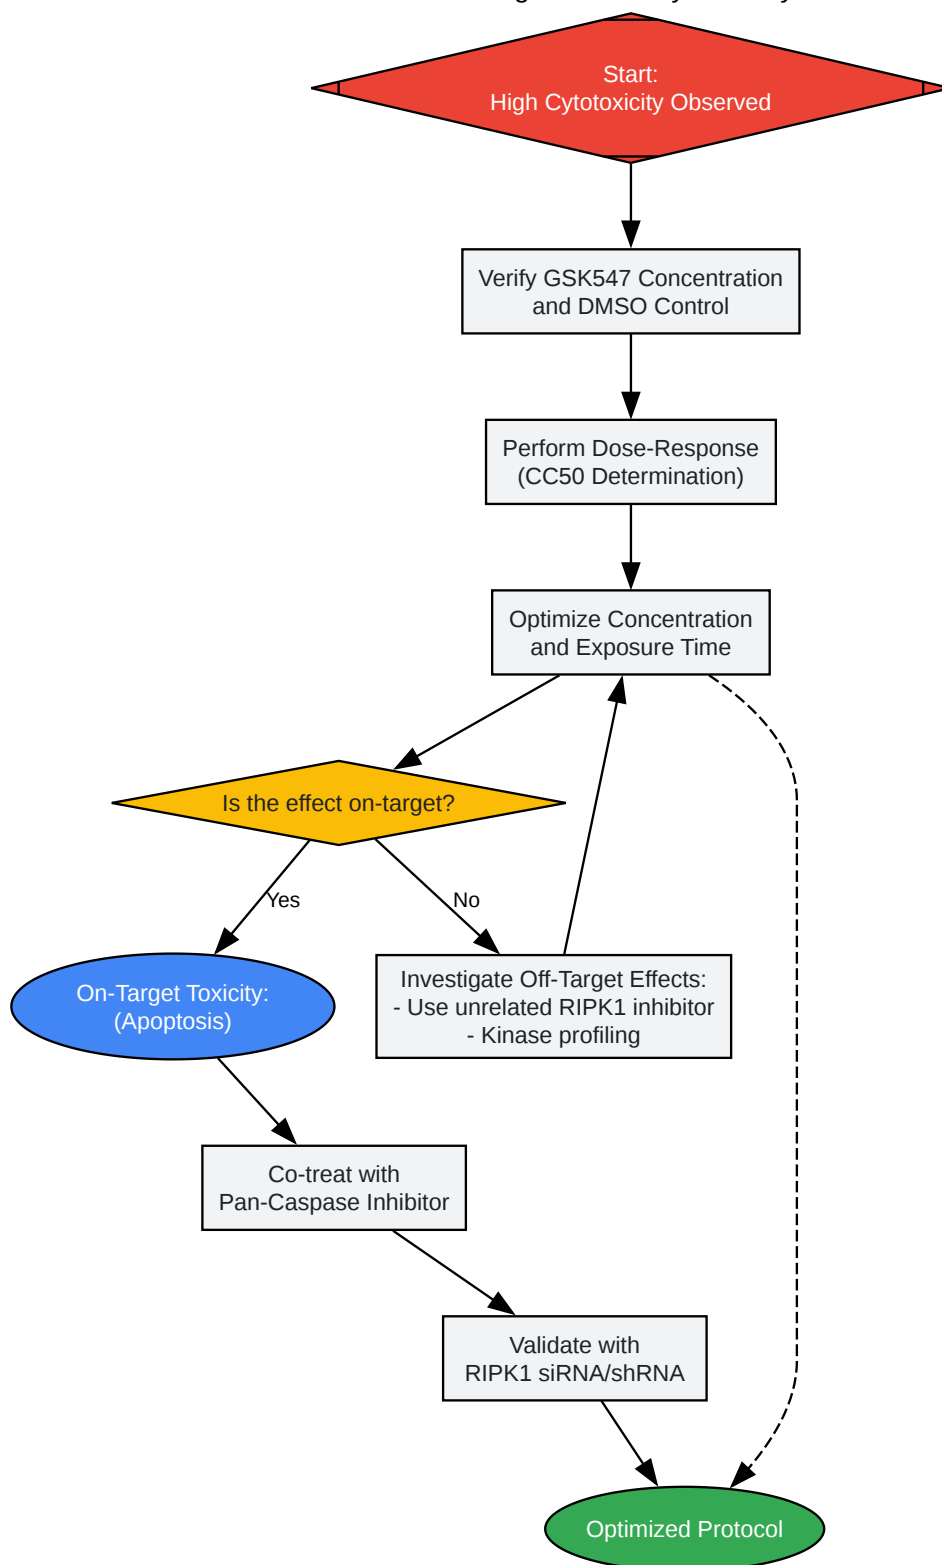 Start:
High Cytotoxicity Observed
Verify GSK547 Concentration
and DMSO Control
Perform Dose-Response
(CC50 Determination)
Optimize Concentration
and Exposure Time
Is the effect on-target?
Yes
No
On-Target Toxicity:
(Apoptosis)
Investigate Off-Target Effects:
- Use unrelated RIPK1 inhibitor
- Kinase profiling
Co-treat with
Pan-Caspase Inhibitor
Validate with
RIPK1 siRNA/shRNA
Optimized Protocol